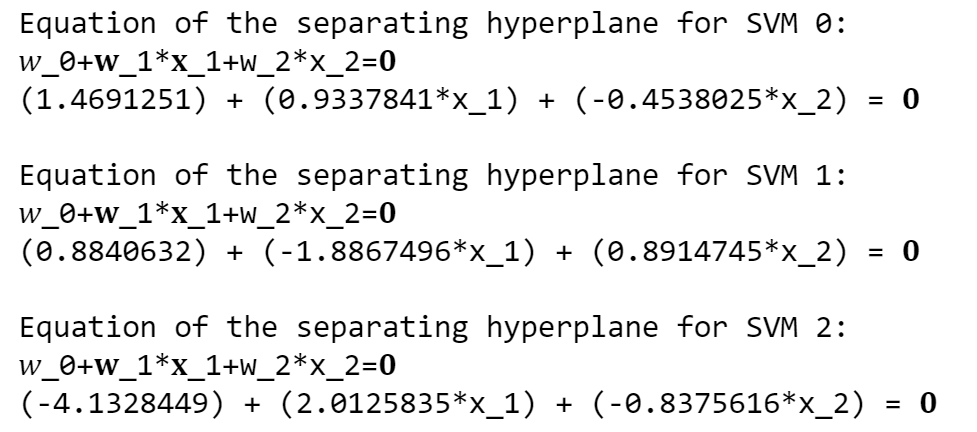 Equation of the separating hyperplane for SVM 0:
w_0+w_1*x_1+w_2*x_2=0
(1.4691251) + (0.9337841*x_1) + (-0.4538025*x_2) = 0
Equation of the separating hyperplane for SVM 1:
w_0+w_1*x_1+w_2*x_2=0
(0.8840632) + (-1.8867496*x_1) + (0.8914745*x_2) = 0
Equation of the separating hyperplane for SVM 2:
w_0+w_1*x_1+w_2*x_2=0
(-4.1328449) + (2.0125835*x_1) + (-0.8375616*x_2) = 0